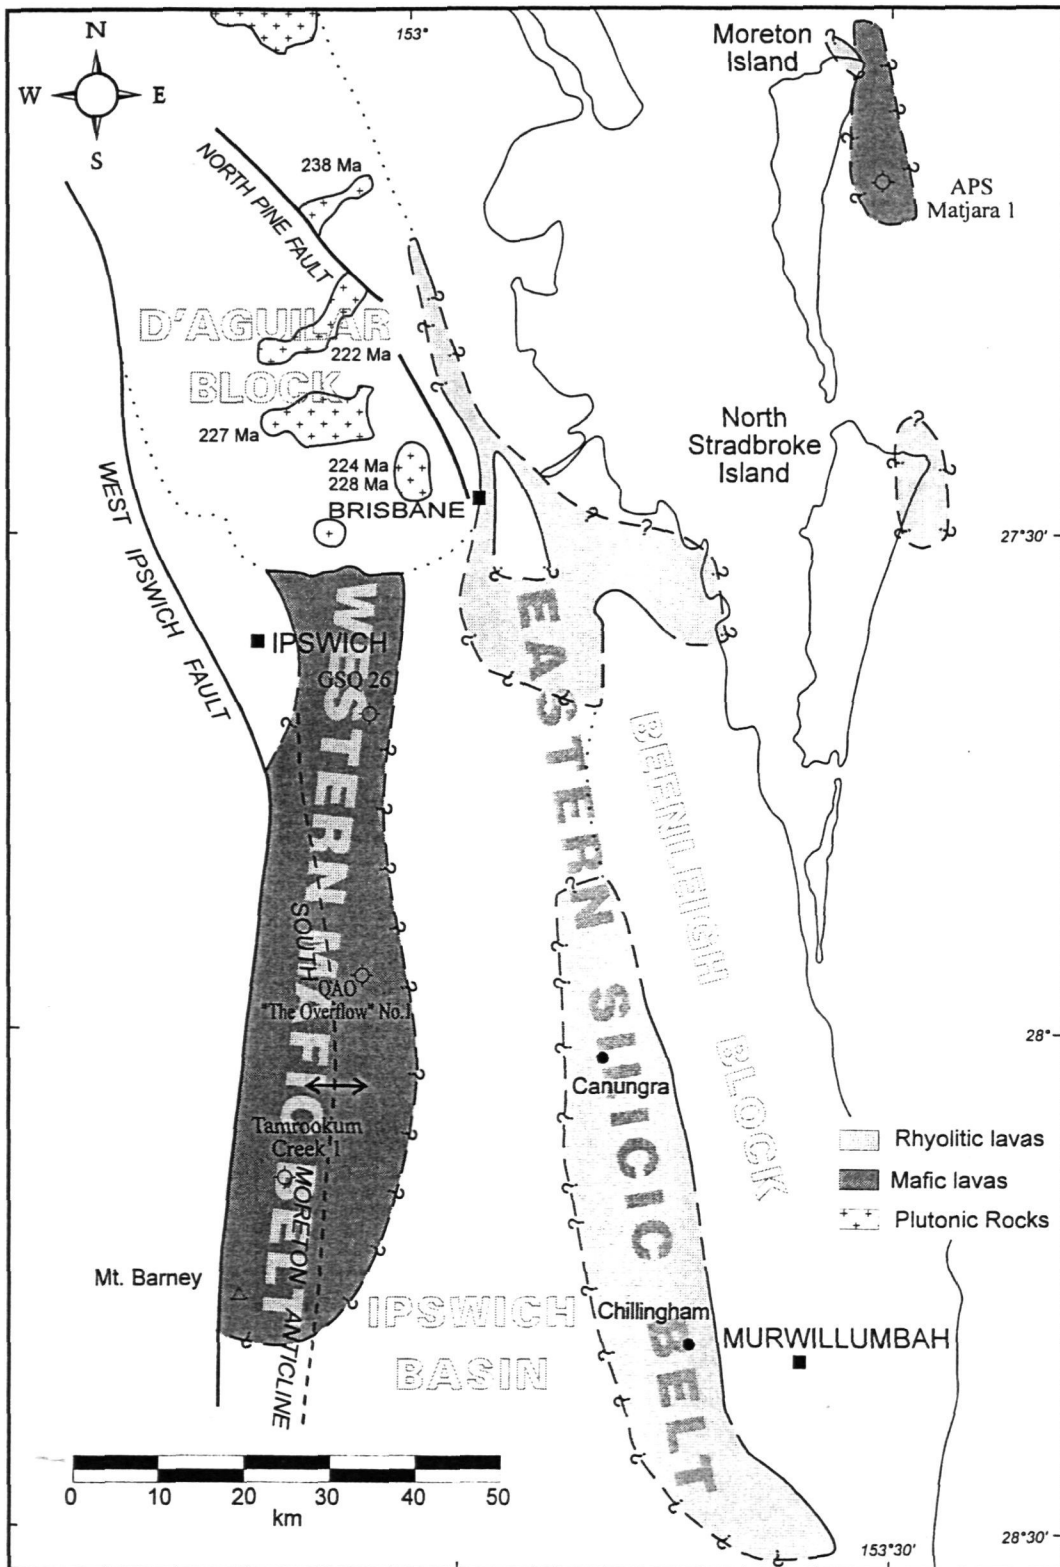 153°
N
W
E
S
Moreton
Island
APS
Matjara 1
238 Ma
NORTH PINE FAULT
D'AGUILAR
BLOCK
222 Ma
227 Ma
224 Ma
228 Ma
BRISBANE
North
Stradbroke
Island
27°30'
WEST IPSWICH FAULT
IPSWICH
GSQ 26
WESTERN MAFIC BELT
EASTERN SILICIC BELT
BEENLEIGH BLOCK
SOUTH MORETON ANTICLINE
QAO
"The Overflow" No.1
28°
Canungra
Tamrookum
Creek 1
Rhyolitic lavas
Mafic lavas
Plutonic Rocks
Mt. Barney
IPSWICH
BASIN
Chillingham
MURWILLUMBAH
0 10 20 30 40 50
km
153°30'
28°30'